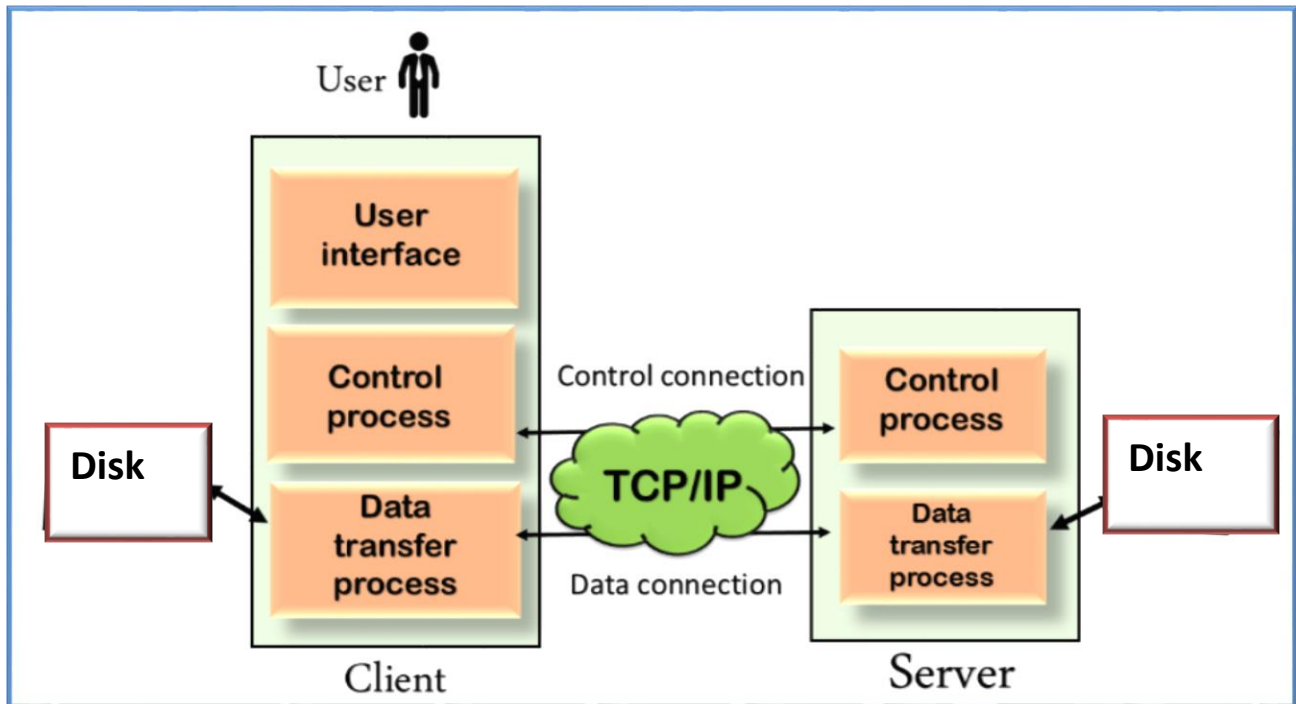 User
User
interface
Control
process
Data
transfer
process
Client
Disk
Control connection
TCP/IP
Data connection
Control
process
Data
transfer
process
Server
Disk